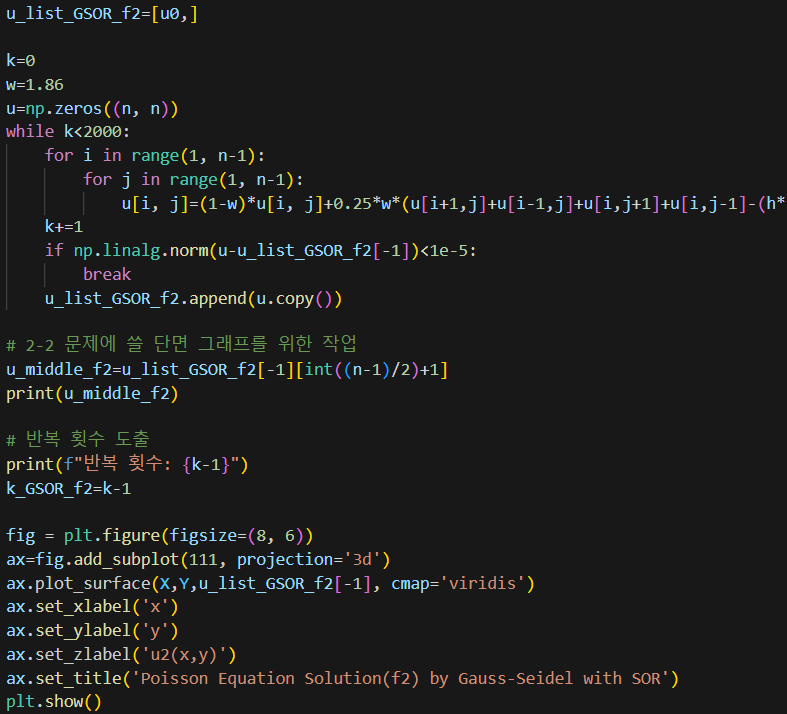 u_list_GSOR_f2=[u0,]
k=0
w=1.86
u=np.zeros((n, n))
while k<2000:
    for i in range(1, n-1):
        for j in range(1, n-1):
            u[i, j]=(1-w)*u[i, j]+0.25*w*(u[i+1,j]+u[i-1,j]+u[i,j+1]+u[i,j-1]-(h*
    k+=1
    if np.linalg.norm(u-u_list_GSOR_f2[-1])<1e-5:
        break
    u_list_GSOR_f2.append(u.copy())
# 2-2 문제에 쓸 단면 그래프를 위한 작업
u_middle_f2=u_list_GSOR_f2[-1][int((n-1)/2)+1]
print(u_middle_f2)
# 반복 횟수 도출
print(f"반복 횟수: {k-1}")
k_GSOR_f2=k-1
fig = plt.figure(figsize=(8, 6))
ax=fig.add_subplot(111, projection='3d')
ax.plot_surface(X,Y,u_list_GSOR_f2[-1], cmap='viridis')
ax.set_xlabel('x')
ax.set_ylabel('y')
ax.set_zlabel('u2(x,y)')
ax.set_title('Poisson Equation Solution(f2) by Gauss-Seidel with SOR')
plt.show()